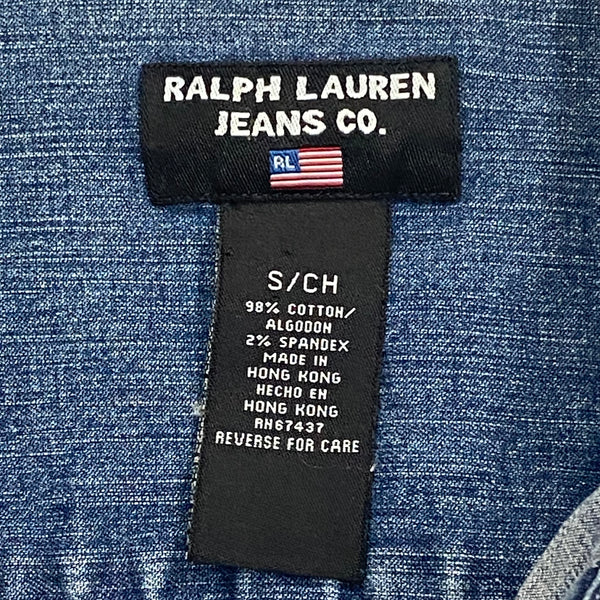 RALPH LAUREN
JEANS CO.
RL
S/CH
98% COTTON/
ALGODON
2% SPANDEX
MADE IN
HONG KONG
HECHO EN
HONG KONG
RN67437
REVERSE FOR CARE